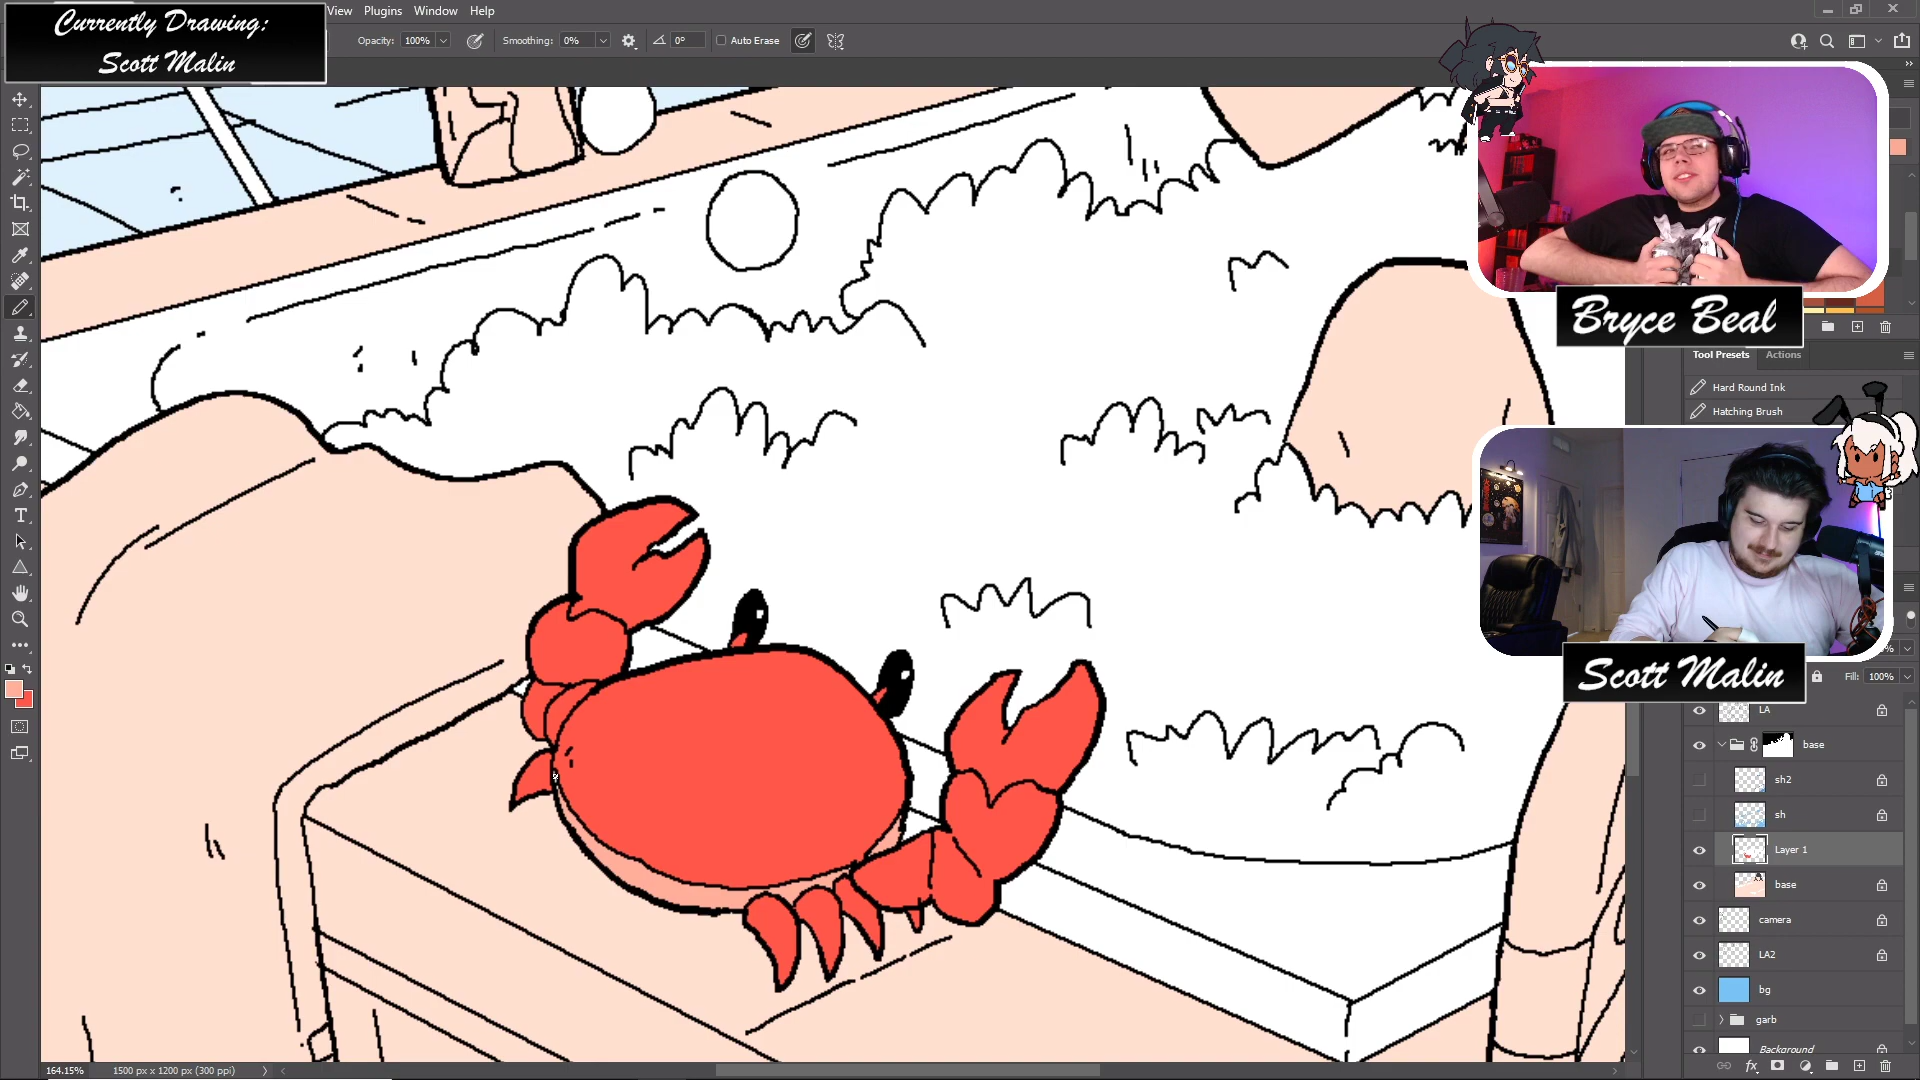 Currently Drawing:
Scott Malin
View Plugins Window Help
Opacity: 100% Smoothing: 0% 0° Auto Erase
Bryce Beal
Tool Presets Actions
Hard Round Ink
Hatching Brush
Scott Malin
Fill: 100%
LA
base
sh2
sh
Layer 1
base
camera
LA2
bg
garb
Background
164.15% 1500 px x 1200 px (300 ppi)